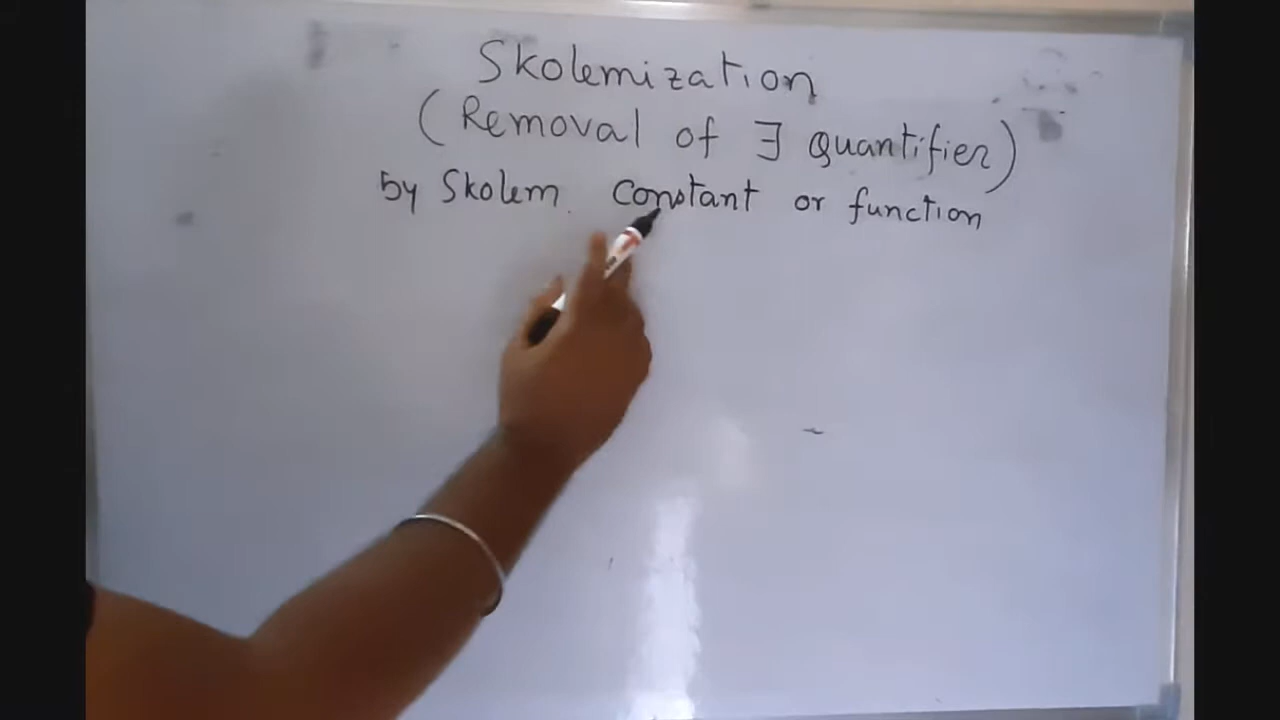 Skolemization
(Removal of ∃ quantifier)
by Skolem constant or function